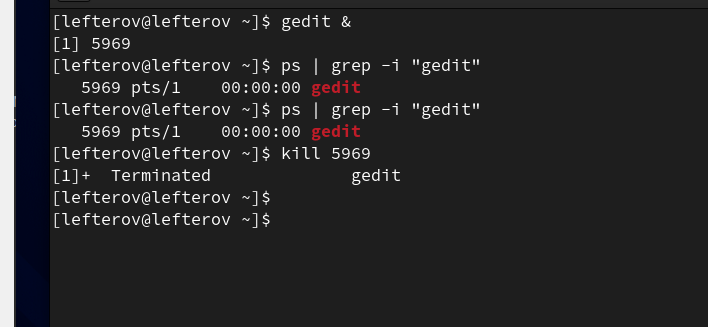 [lefterov@lefterov ~]$ gedit &
[1] 5969
[lefterov@lefterov ~]$ ps | grep -i "gedit"
   5969 pts/1    00:00:00 gedit
[lefterov@lefterov ~]$ ps | grep -i "gedit"
   5969 pts/1    00:00:00 gedit
[lefterov@lefterov ~]$ kill 5969
[1]+  Terminated              gedit
[lefterov@lefterov ~]$
[lefterov@lefterov ~]$